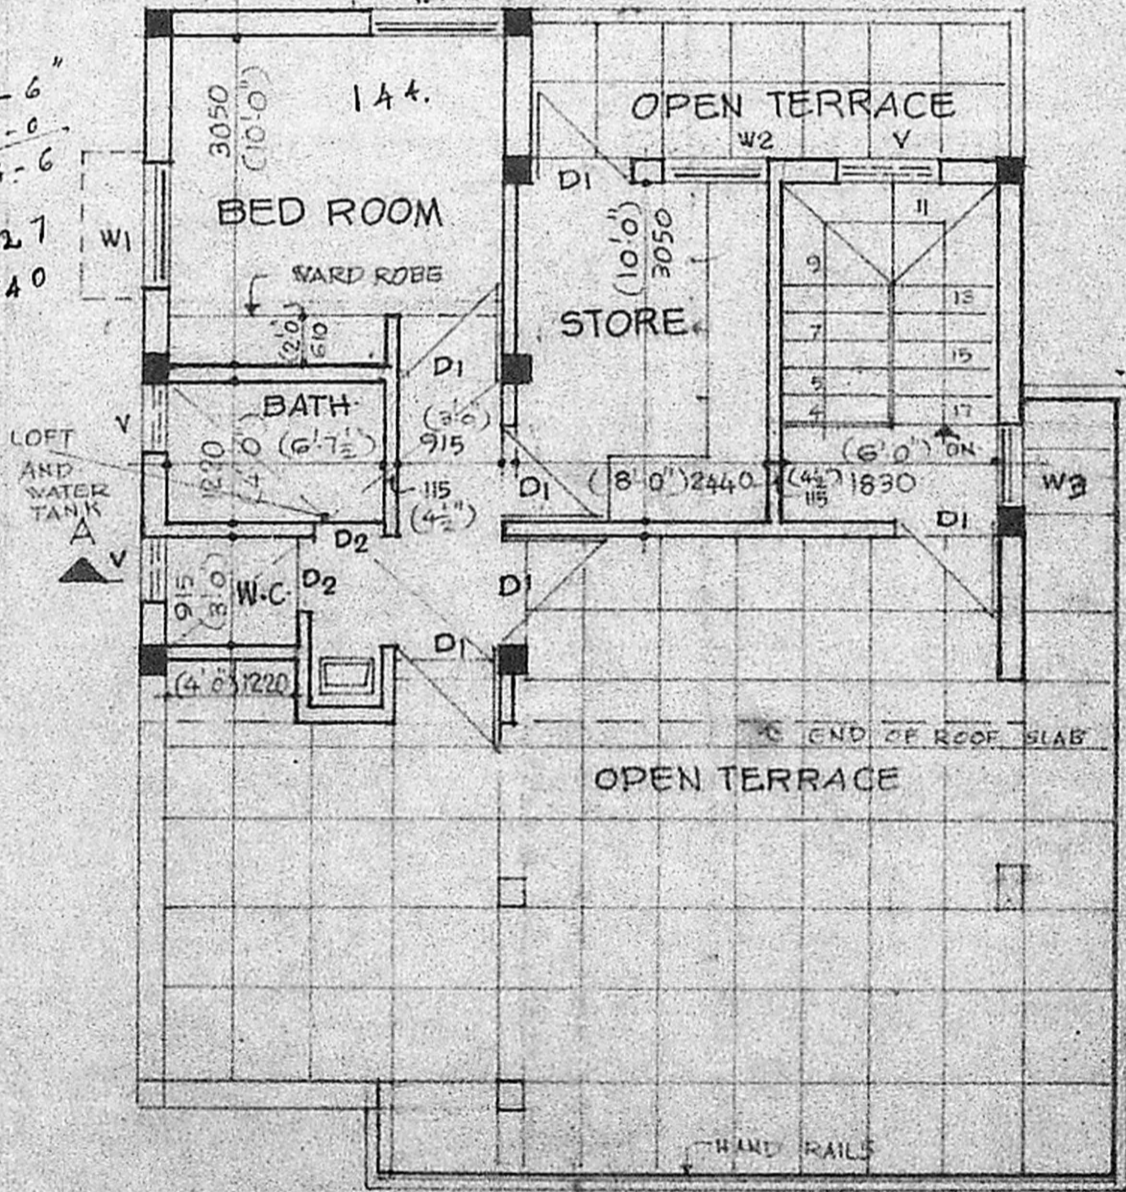 - 6"
- 0
- 6
27
40
3050
(10'·0")
144.
OPEN TERRACE
W2
V
D1
BED ROOM
W1
WARD ROBE
(2'·0")
610
(10'·0")
3050
STORE
11
9
7
5
4
13
15
17
DN
D1
BATH·
(6'·7½")
V
1220
(4'·0")
(3'·0")
915
115
(4½")
D1
(8'·0") 2440
(4½")
115
(6'·0")
1830
W3
D1
LOFT
AND
WATER
TANK
A
V
D2
915
(3'·0")
W.C.
D2
D1
D1
(4'·0") 1220
END OF ROOF SLAB
OPEN TERRACE
HAND RAILS